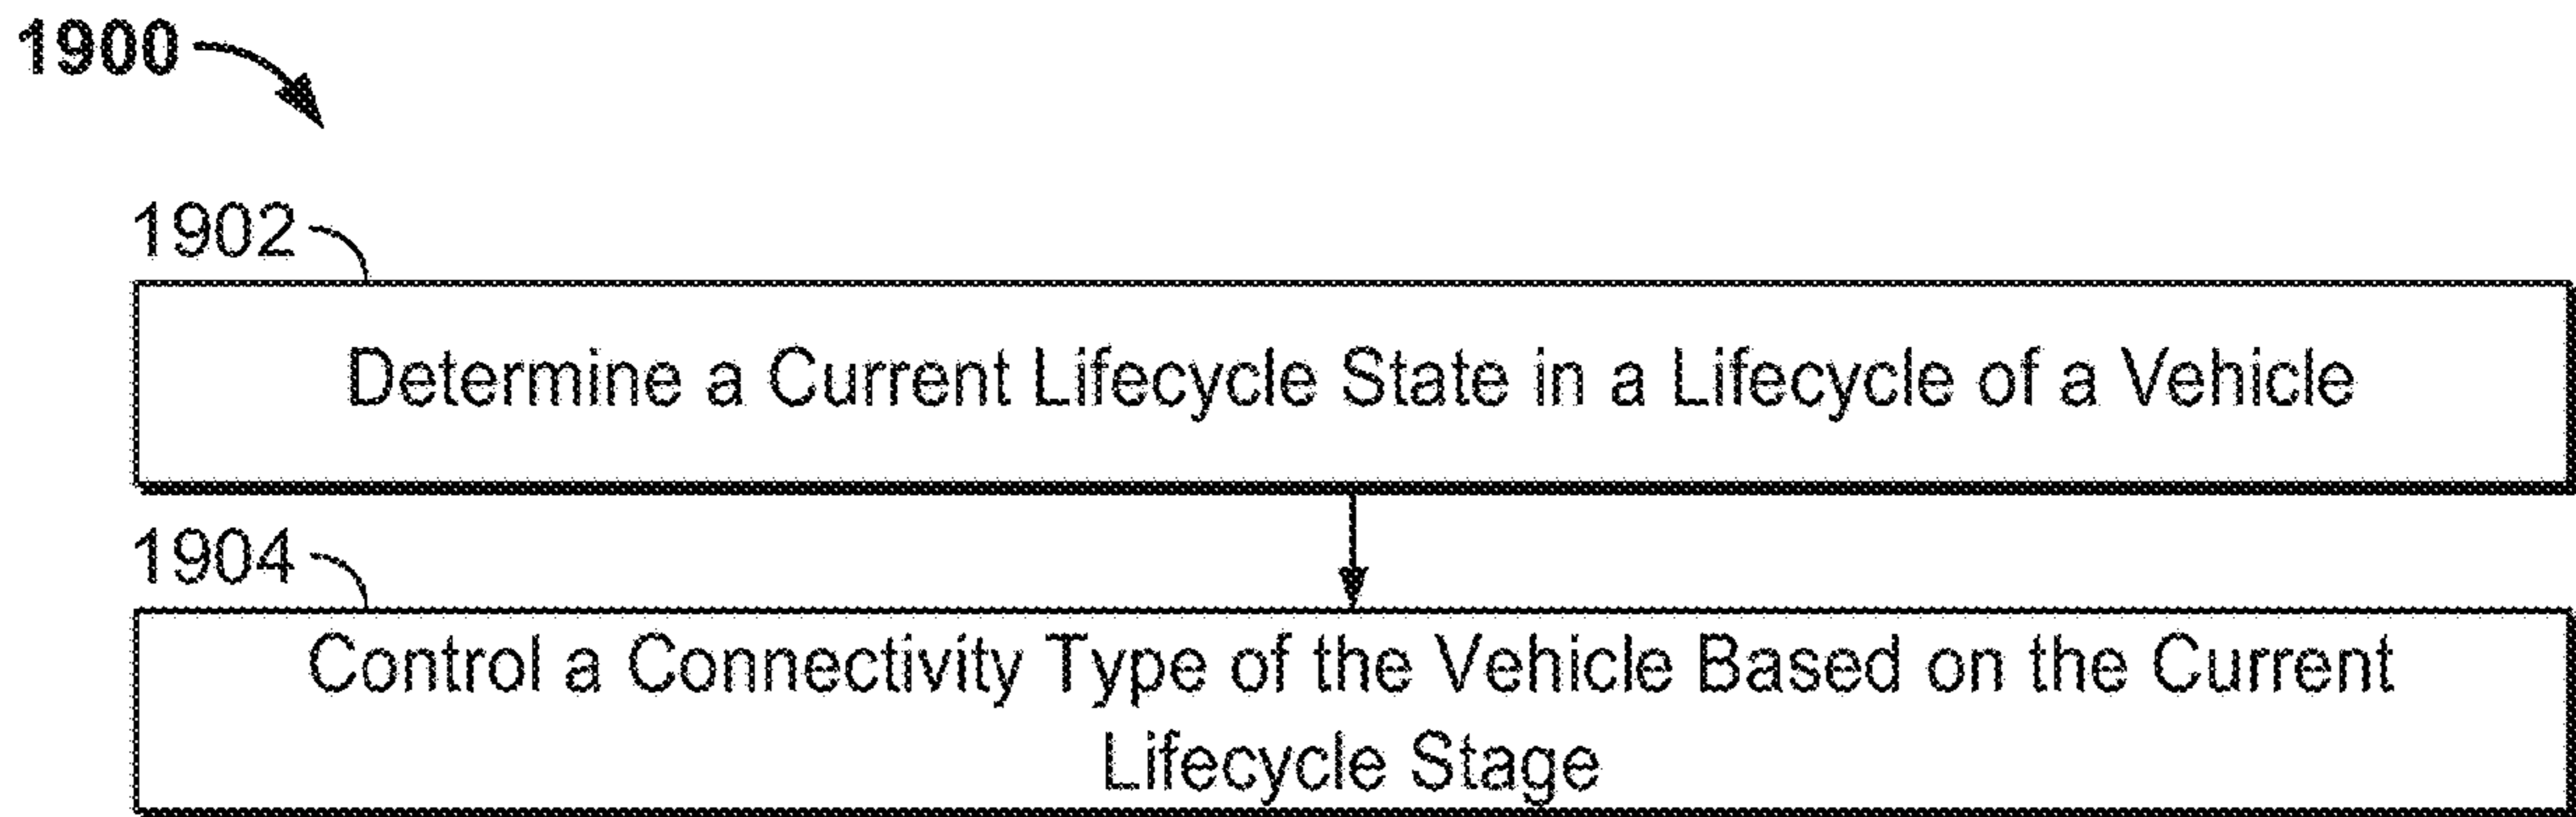 1900
1902
Determine a Current Lifecycle State in a Lifecycle of a Vehicle
1904
Control a Connectivity Type of the Vehicle Based on the Current
Lifecycle Stage